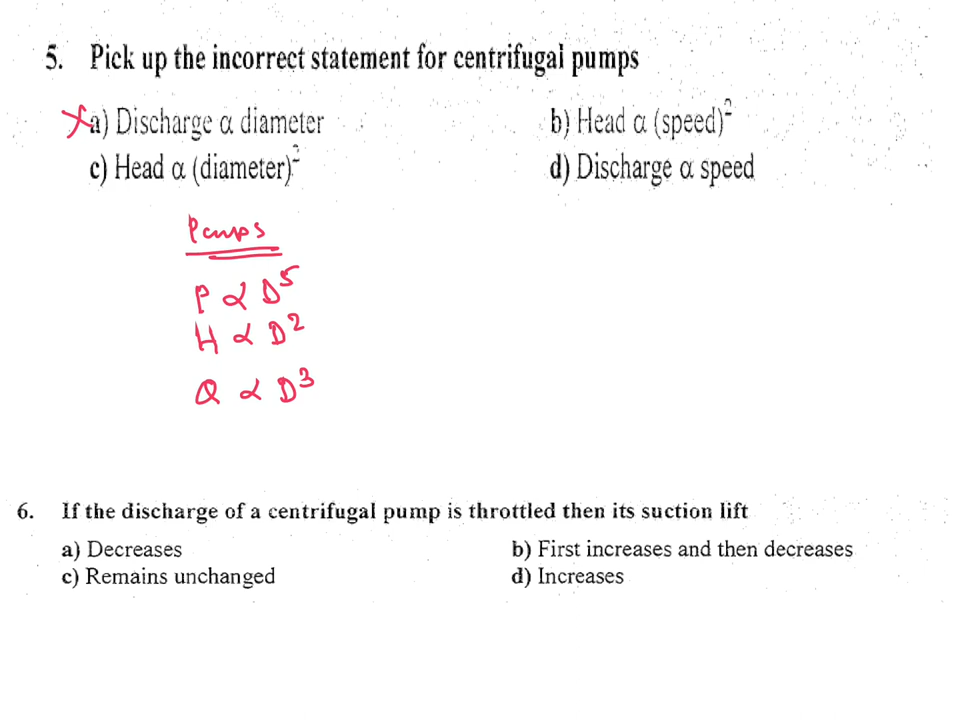 5. Pick up the incorrect statement for centrifugal pumps
a) Discharge α diameter b) Head α (speed)²
c) Head α (diameter)² d) Discharge α speed
Pumps
P α D⁵
H α D²
Q α D³
6. If the discharge of a centrifugal pump is throttled then its suction lift
a) Decreases b) First increases and then decreases
c) Remains unchanged d) Increases